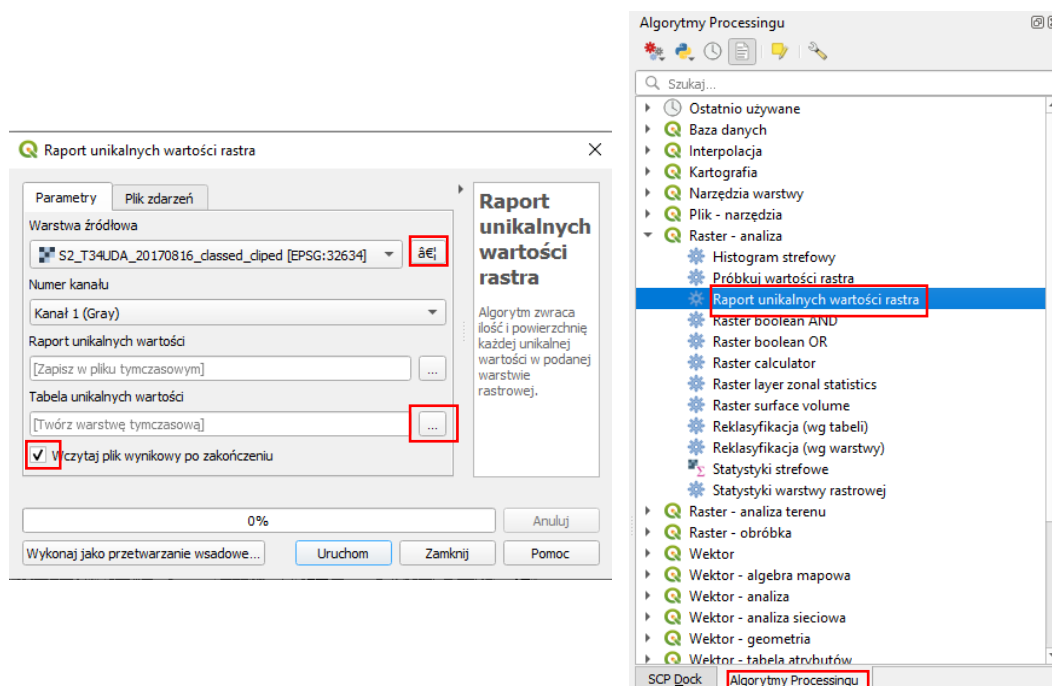 Raport unikalnych wartości rastra
Parametry
Plik zdarzeń
Warstwa źródłowa
S2_T34UDA_20170816_classed_cliped [EPSG:32634]
â€¦
Numer kanału
Kanał 1 (Gray)
Raport unikalnych wartości
[Zapisz w pliku tymczasowym]
...
Tabela unikalnych wartości
[Twórz warstwę tymczasową]
...
Wczytaj plik wynikowy po zakończeniu
Raport
unikalnych
wartości
rastra
Algorytm zwraca
ilość i powierzchnię
każdej unikalnej
wartości w podanej
warstwie
rastrowej.
0%
Anuluj
Wykonaj jako przetwarzanie wsadowe...
Uruchom
Zamknij
Pomoc
Algorytmy Processingu
Szukaj...
Ostatnio używane
Baza danych
Interpolacja
Kartografia
Narzędzia warstwy
Plik - narzędzia
Raster - analiza
Histogram strefowy
Próbkuj wartości rastra
Raport unikalnych wartości rastra
Raster boolean AND
Raster boolean OR
Raster calculator
Raster layer zonal statistics
Raster surface volume
Reklasyfikacja (wg tabeli)
Reklasyfikacja (wg warstwy)
Statystyki strefowe
Statystyki warstwy rastrowej
Raster - analiza terenu
Raster - obróbka
Wektor
Wektor - algebra mapowa
Wektor - analiza
Wektor - analiza sieciowa
Wektor - geometria
Wektor - tabela atrybutów
SCP Dock
Algorytmy Processingu